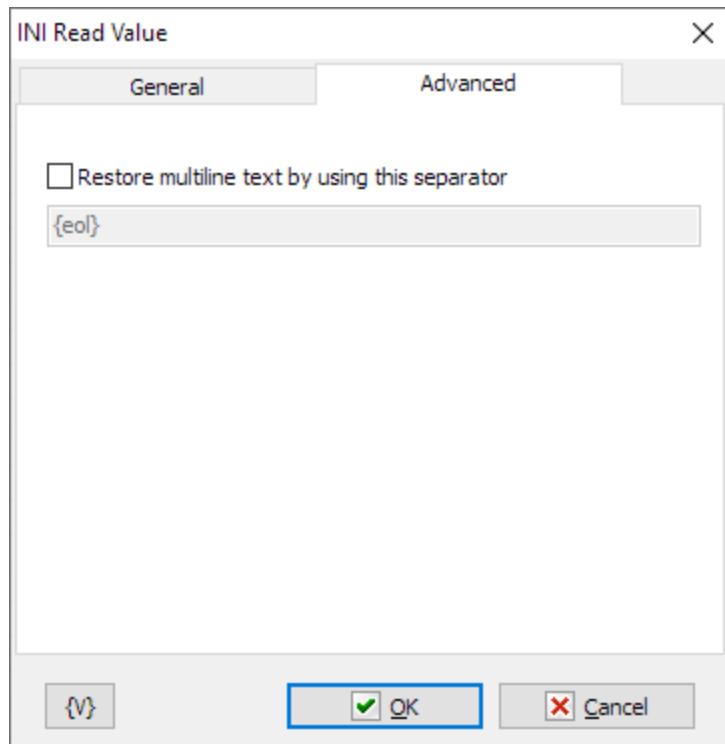 INI Read Value
General
Advanced
Restore multiline text by using this separator
{eol}
{V}
OK
Cancel